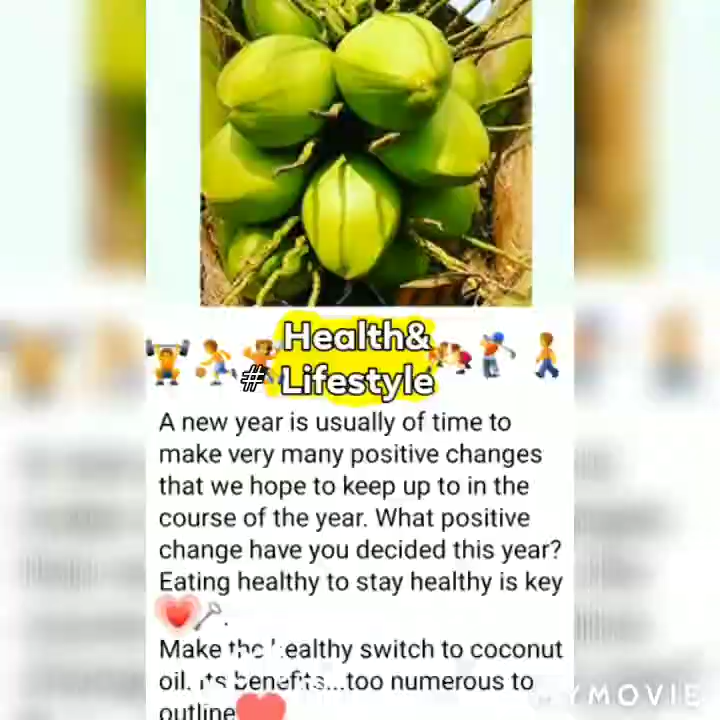 Health&
# Lifestyle
A new year is usually of time to
make very many positive changes
that we hope to keep up to in the
course of the year. What positive
change have you decided this year?
Eating healthy to stay healthy is key
.
Make the healthy switch to coconut
oil. Its benefits...too numerous to
outline
YMOVIE